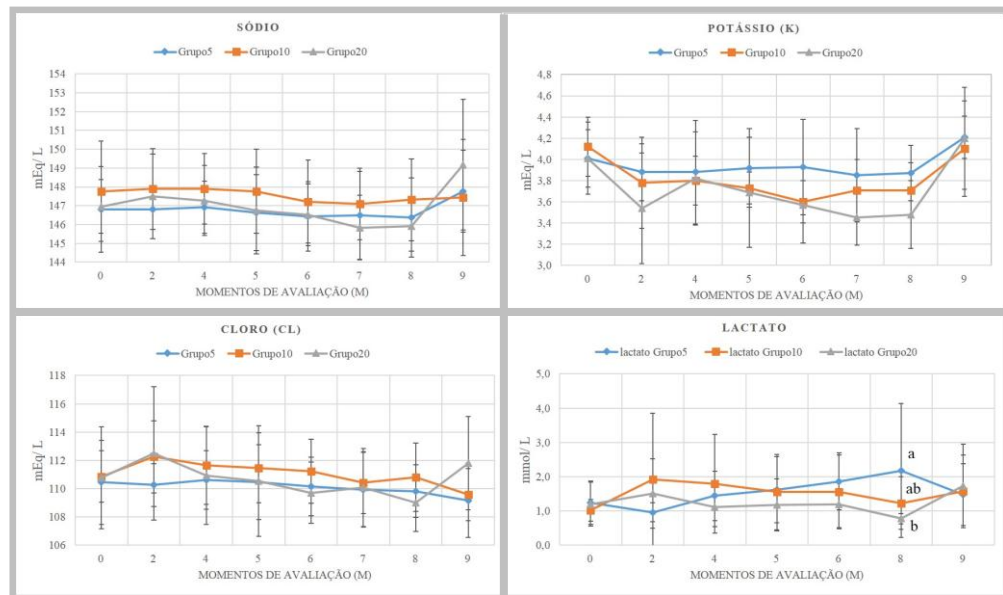 SÓDIO
Grupo5 Grupo10 Grupo20
154
153
152
151
150
149
148
147
146
145
144
mEq/ L
0 2 4 5 6 7 8 9
MOMENTOS DE AVALIAÇÃO (M)
POTÁSSIO (K)
Grupo5 Grupo10 Grupo20
4,8
4,6
4,4
4,2
4,0
3,8
3,6
3,4
3,2
3,0
mEq/ L
0 2 4 5 6 7 8 9
MOMENTOS DE AVALIAÇÃO (M)
CLORO (CL)
Grupo5 Grupo10 Grupo20
118
116
114
112
110
108
106
mEq/ L
0 2 4 5 6 7 8 9
MOMENTOS DE AVALIAÇÃO (M)
LACTATO
lactato Grupo5 lactato Grupo10 lactato Grupo20
5,0
4,0
3,0
2,0
1,0
0,0
mmol/ L
a
ab
b
0 2 4 5 6 7 8 9
MOMENTOS DE AVALIAÇÃO (M)